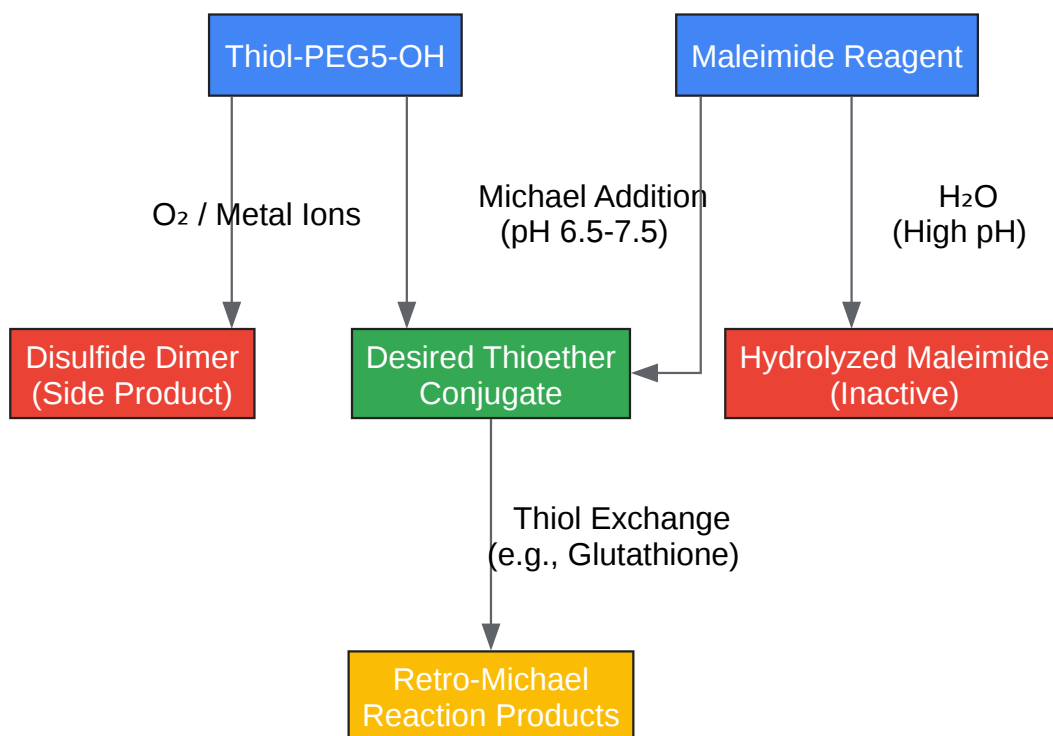 Thiol-PEG5-OH
Maleimide Reagent
O₂ / Metal Ions
Michael Addition
(pH 6.5-7.5)
H₂O
(High pH)
Disulfide Dimer
(Side Product)
Desired Thioether
Conjugate
Hydrolyzed Maleimide
(Inactive)
Thiol Exchange
(e.g., Glutathione)
Retro-Michael
Reaction Products